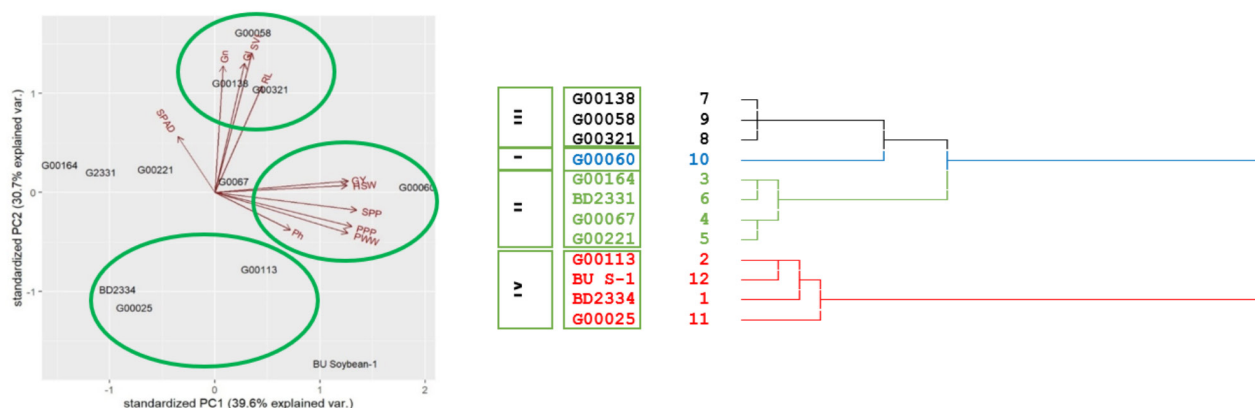 G00058
Gn
GI
SVI
G00138
G00321
RL
SPAD
G00164
G2331
G00221
G0067
GY
HSW
G00060
SPP
PPP
PWW
Ph
G00113
BD2334
G00025
BU Soybean-1
1
0
-1
-1
0
1
2
standardized PC2 (30.7% explained var.)
standardized PC1 (39.6% explained var.)
III
G00138 7
G00058 9
G00321 8
I
G00060 10
II
G00164 3
BD2331 6
G00067 4
G00221 5
IV
G00113 2
BU S-1 12
BD2334 1
G00025 11